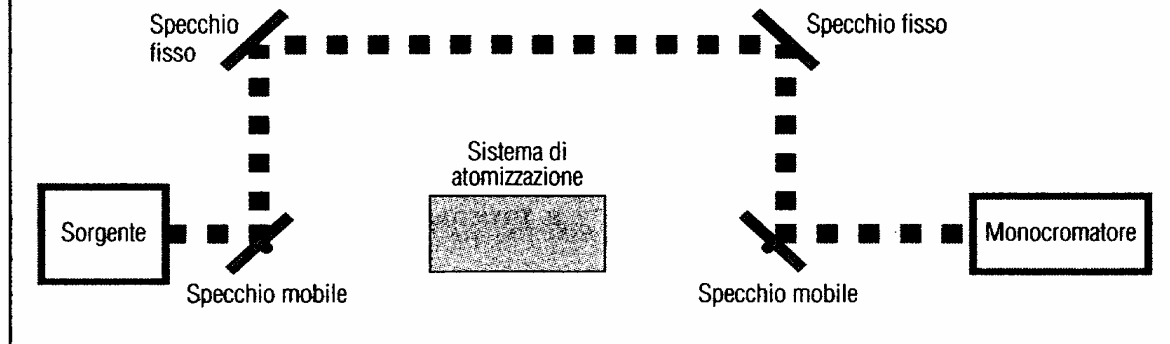 Specchio
fisso
Specchio fisso
Sistema di
atomizzazione
Sorgente
Monocromatore
Specchio mobile
Specchio mobile